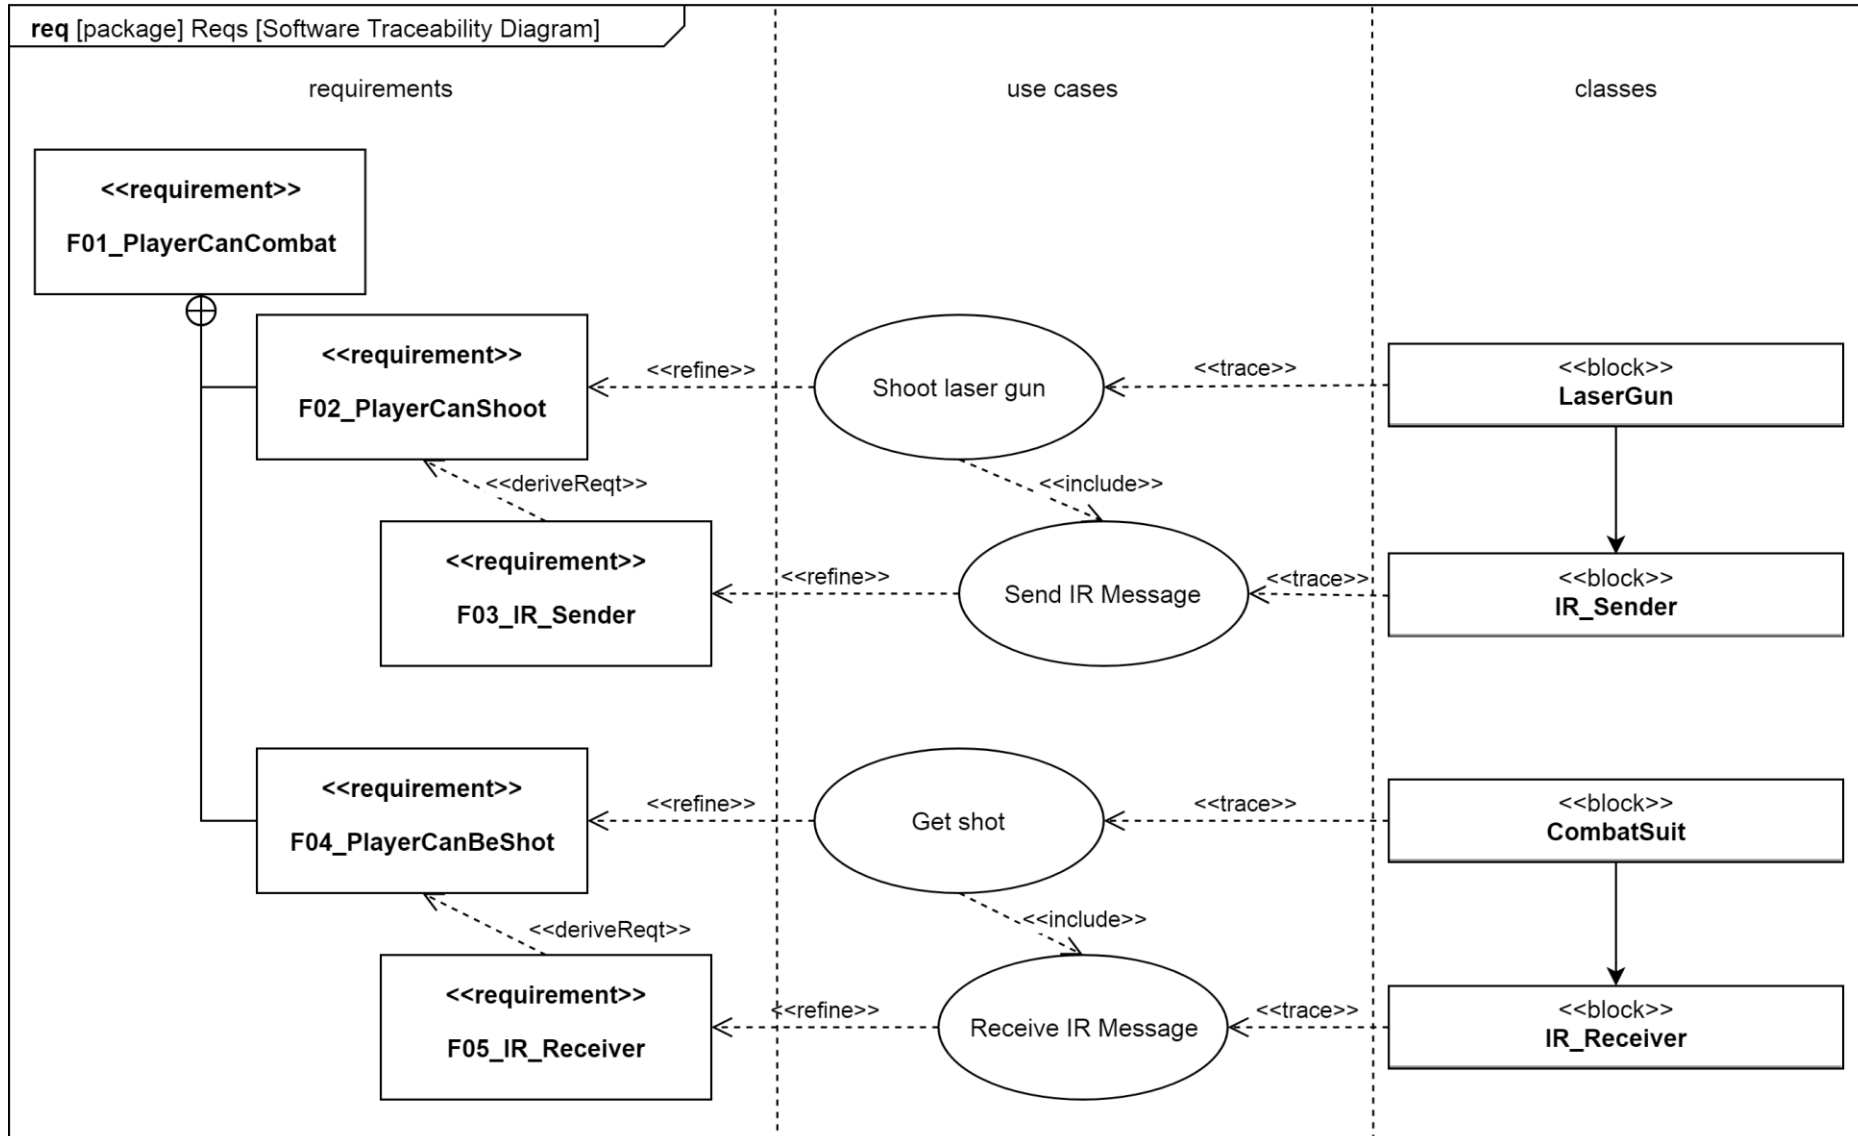 req [package] Reqs [Software Traceability Diagram]
requirements
use cases
classes
<<requirement>>
F01_PlayerCanCombat
<<requirement>>
F02_PlayerCanShoot
<<refine>>
Shoot laser gun
<<trace>>
<<block>>
LaserGun
<<deriveReqt>>
<<include>>
<<requirement>>
F03_IR_Sender
<<refine>>
Send IR Message
<<trace>>
<<block>>
IR_Sender
<<requirement>>
F04_PlayerCanBeShot
<<refine>>
Get shot
<<trace>>
<<block>>
CombatSuit
<<deriveReqt>>
<<include>>
<<requirement>>
F05_IR_Receiver
<<refine>>
Receive IR Message
<<trace>>
<<block>>
IR_Receiver